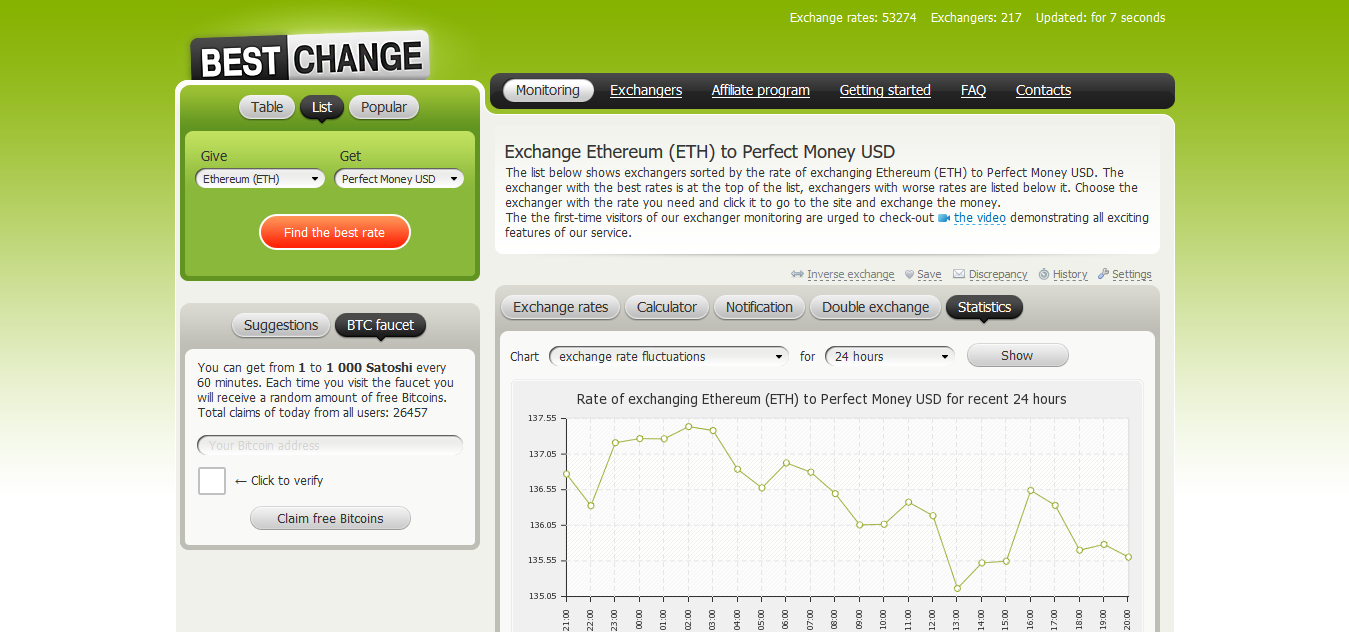 Exchange rates: 53274 Exchangers: 217 Updated: for 7 seconds
BEST CHANGE
Monitoring Exchangers Affiliate program Getting started FAQ Contacts
Table List Popular
Give Get
Ethereum (ETH) Perfect Money USD
Find the best rate
Suggestions BTC faucet
You can get from 1 to 1 000 Satoshi every
60 minutes. Each time you visit the faucet you
will receive a random amount of free Bitcoins.
Total claims of today from all users: 26457
Your Bitcoin address
← Click to verify
Claim free Bitcoins
Exchange Ethereum (ETH) to Perfect Money USD
The list below shows exchangers sorted by the rate of exchanging Ethereum (ETH) to Perfect Money USD. The
exchanger with the best rates is at the top of the list, exchangers with worse rates are listed below it. Choose the
exchanger with the rate you need and click it to go to the site and exchange the money.
The the first-time visitors of our exchanger monitoring are urged to check-out the video demonstrating all exciting
features of our service.
Inverse exchange Save Discrepancy History Settings
Exchange rates Calculator Notification Double exchange Statistics
Chart exchange rate fluctuations for 24 hours Show
Rate of exchanging Ethereum (ETH) to Perfect Money USD for recent 24 hours
137.55
137.05
136.55
136.05
135.55
135.05
21:00 22:00 23:00 00:00 01:00 02:00 03:00 04:00 05:00 06:00 07:00 08:00 09:00 10:00 11:00 12:00 13:00 14:00 15:00 16:00 17:00 18:00 19:00 20:00